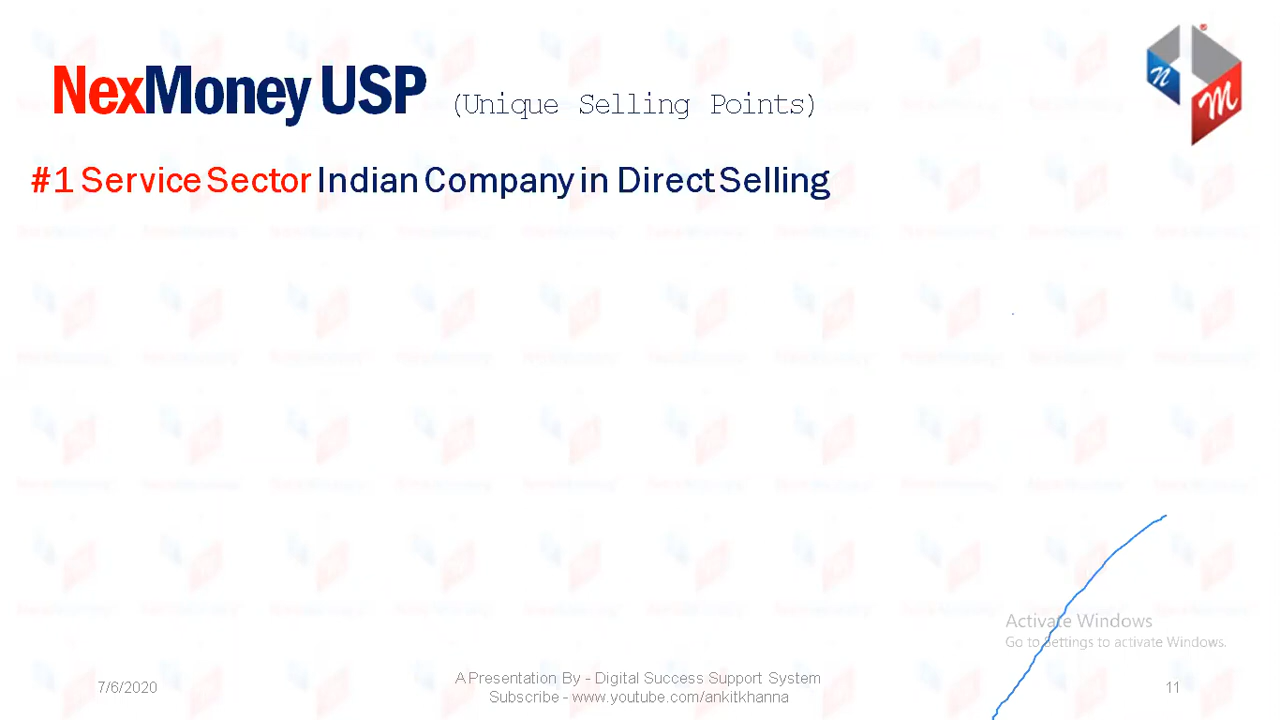 NexMoney USP (Unique Selling Points)
n
M
#1 Service Sector Indian Company in Direct Selling
Activate Windows
Go to Settings to activate Windows.
7/6/2020
A Presentation By - Digital Success Support System
Subscribe - www.youtube.com/ankitkhanna
11